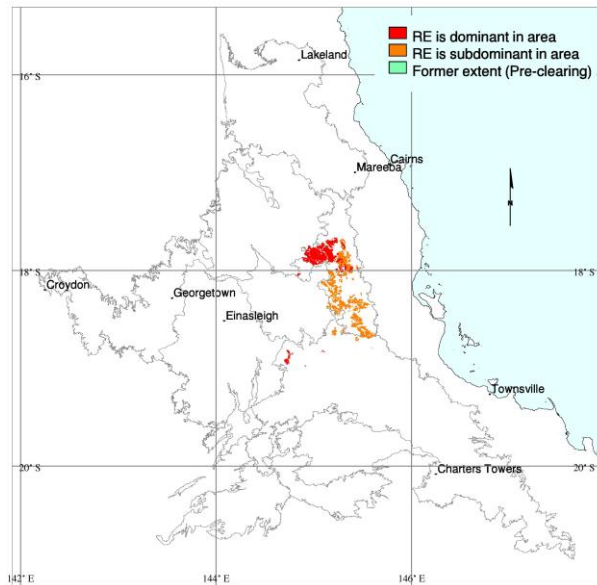 RE is dominant in area
RE is subdominant in area
Former extent (Pre-clearing)
Lakeland
16° S
Cairns
Mareeba
N
18° S
18° S
Croydon
Georgetown
Einasleigh
Townsville
20° S
Charters Towers
20° S
142° E
144° E
146° E